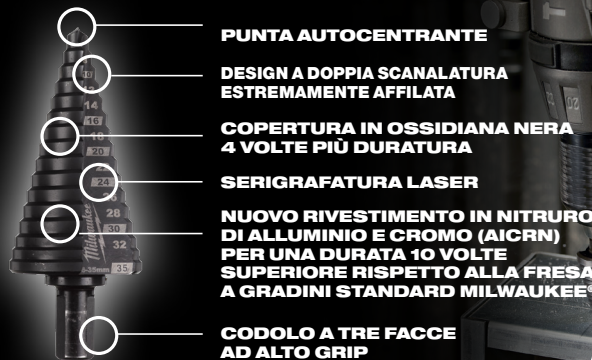 PUNTA AUTOCENTRANTE
DESIGN A DOPPIA SCANALATURA
ESTREMAMENTE AFFILATA
COPERTURA IN OSSIDIANA NERA
4 VOLTE PIÙ DURATURA
SERIGRAFATURA LASER
NUOVO RIVESTIMENTO IN NITRURO
DI ALLUMINIO E CROMO (AICRN)
PER UNA DURATA 10 VOLTE
SUPERIORE RISPETTO ALLA FRESA
A GRADINI STANDARD MILWAUKEE®
CODOLO A TRE FACCE
AD ALTO GRIP
14
16
18
20
24
28
30
32
35
Milwaukee